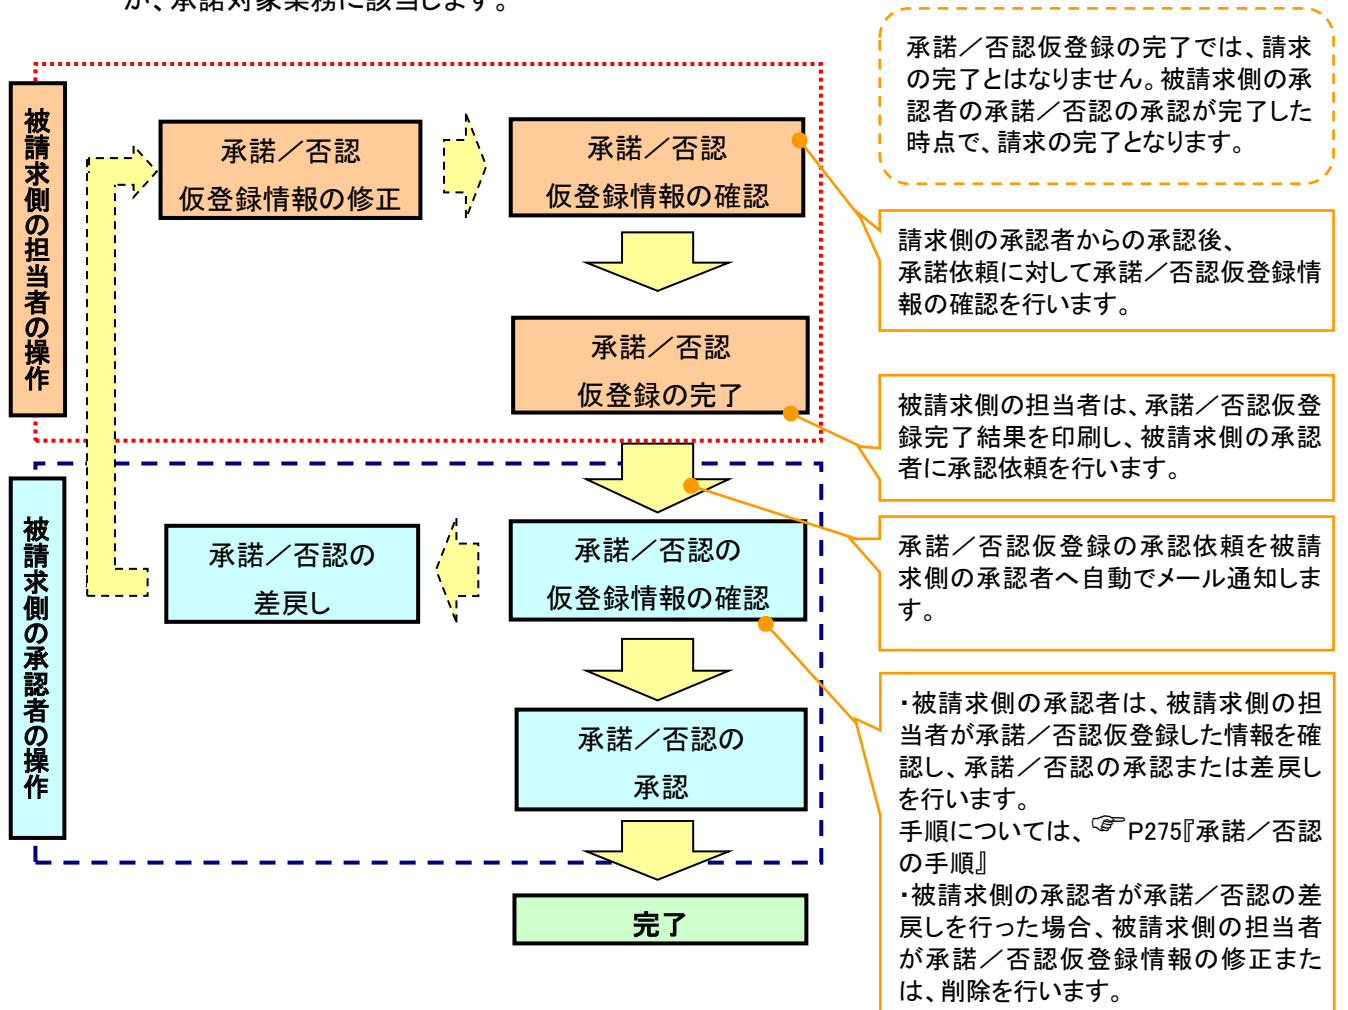 が、承諾対象業務に該当します。
承諾／否認仮登録の完了では、請求
の完了とはなりません。被請求側の承
認者の承諾／否認の承認が完了した
時点で、請求の完了となります。
被請求側の担当者の操作
承諾／否認
仮登録情報の修正
承諾／否認
仮登録情報の確認
請求側の承認者からの承認後、
承諾依頼に対して承諾／否認仮登録情
報の確認を行います。
承諾／否認
仮登録の完了
被請求側の担当者は、承諾／否認仮登
録完了結果を印刷し、被請求側の承認
者に承認依頼を行います。
被請求側の承認者の操作
承諾／否認の
差戻し
承諾／否認の
仮登録情報の確認
承諾／否認仮登録の承認依頼を被請
求側の承認者へ自動でメール通知しま
す。
承諾／否認の
承認
・被請求側の承認者は、被請求側の担
当者が承諾／否認仮登録した情報を確
認し、承諾／否認の承認または差戻し
を行います。
手順については、☞P275『承諾／否認
の手順』
・被請求側の承認者が承諾／否認の差
戻しを行った場合、被請求側の担当者
が承諾／否認仮登録情報の修正また
は、削除を行います。
完了